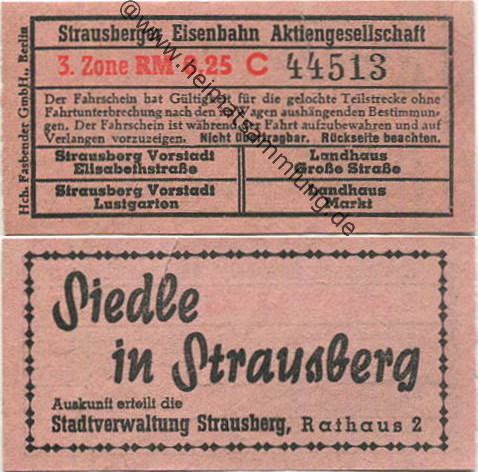 Strausberger Eisenbahn Aktiengesellschaft
3. Zone RM 0.25 C 44513
Der Fahrschein hat Gültigkeit für die gelochte Teilstrecke ohne
Fahrtunterbrechung nach den im Wagen aushängenden Bestimmun-
gen. Der Fahrschein ist während der Fahrt aufzubewahren und auf
Verlangen vorzuzeigen. Nicht übertragbar. Rückseite beachten.
Strausberg Vorstadt
Elisabethstraße
Landhaus
Große Straße
Strausberg Vorstadt
Lustgarten
Landhaus
Markt
Hch. Fasbender GmbH., Berlin
@www.heimatsammlung.de
Siedle
in Strausberg
Auskunft erteilt die
Stadtverwaltung Strausberg, Rathaus 2